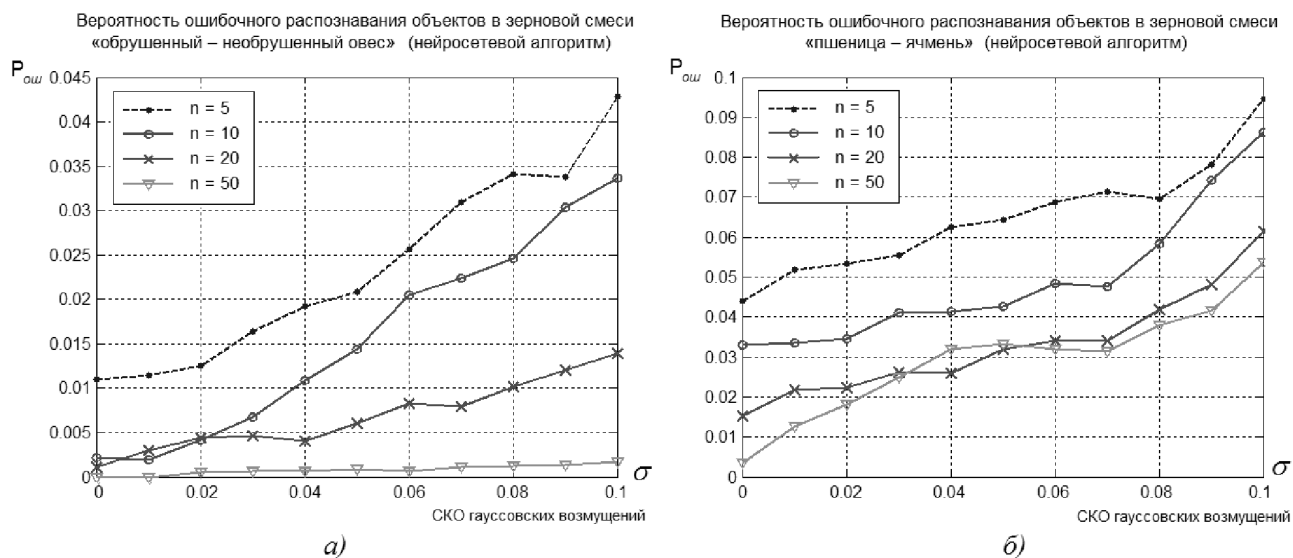 Вероятность ошибочного распознавания объектов в зерновой смеси
«обрушенный – необрушенный овес» (нейросетевой алгоритм)
Pош
0.045
0.04
0.035
0.03
0.025
0.02
0.015
0.01
0.005
0
n = 5
n = 10
n = 20
n = 50
0 0.02 0.04 0.06 0.08 0.1
σ
СКО гауссовских возмущений
а)
Вероятность ошибочного распознавания объектов в зерновой смеси
«пшеница – ячмень» (нейросетевой алгоритм)
Pош
0.1
0.09
0.08
0.07
0.06
0.05
0.04
0.03
0.02
0.01
0
n = 5
n = 10
n = 20
n = 50
0 0.02 0.04 0.06 0.08 0.1
σ
СКО гауссовских возмущений
б)